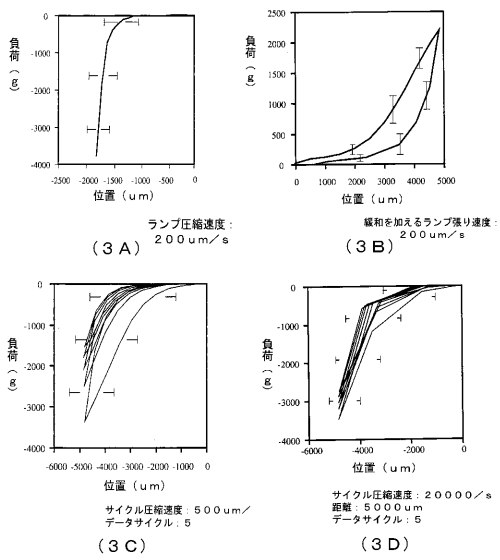 負荷(g)
0
-1000
-2000
-3000
-4000
-2500 -2000 -1500 -1000 -500 0
位置(um)
ランプ圧縮速度:
200um/s
(3A)
負荷(g)
2500
2000
1500
1000
500
0
0 1000 2000 3000 4000 5000
位置(um)
緩和を加えるランプ張り速度:
200um/s
(3B)
負荷(g)
0
-1000
-2000
-3000
-4000
-6000 -5000 -4000 -3000 -2000 -1000 0
位置(um)
サイクル圧縮速度:500um/
データサイクル:5
(3C)
負荷(g)
0
-1000
-2000
-3000
-4000
-6000 -4000 -2000 0
位置(um)
サイクル圧縮速度:20000/s
距離:5000um
データサイクル:5
(3D)